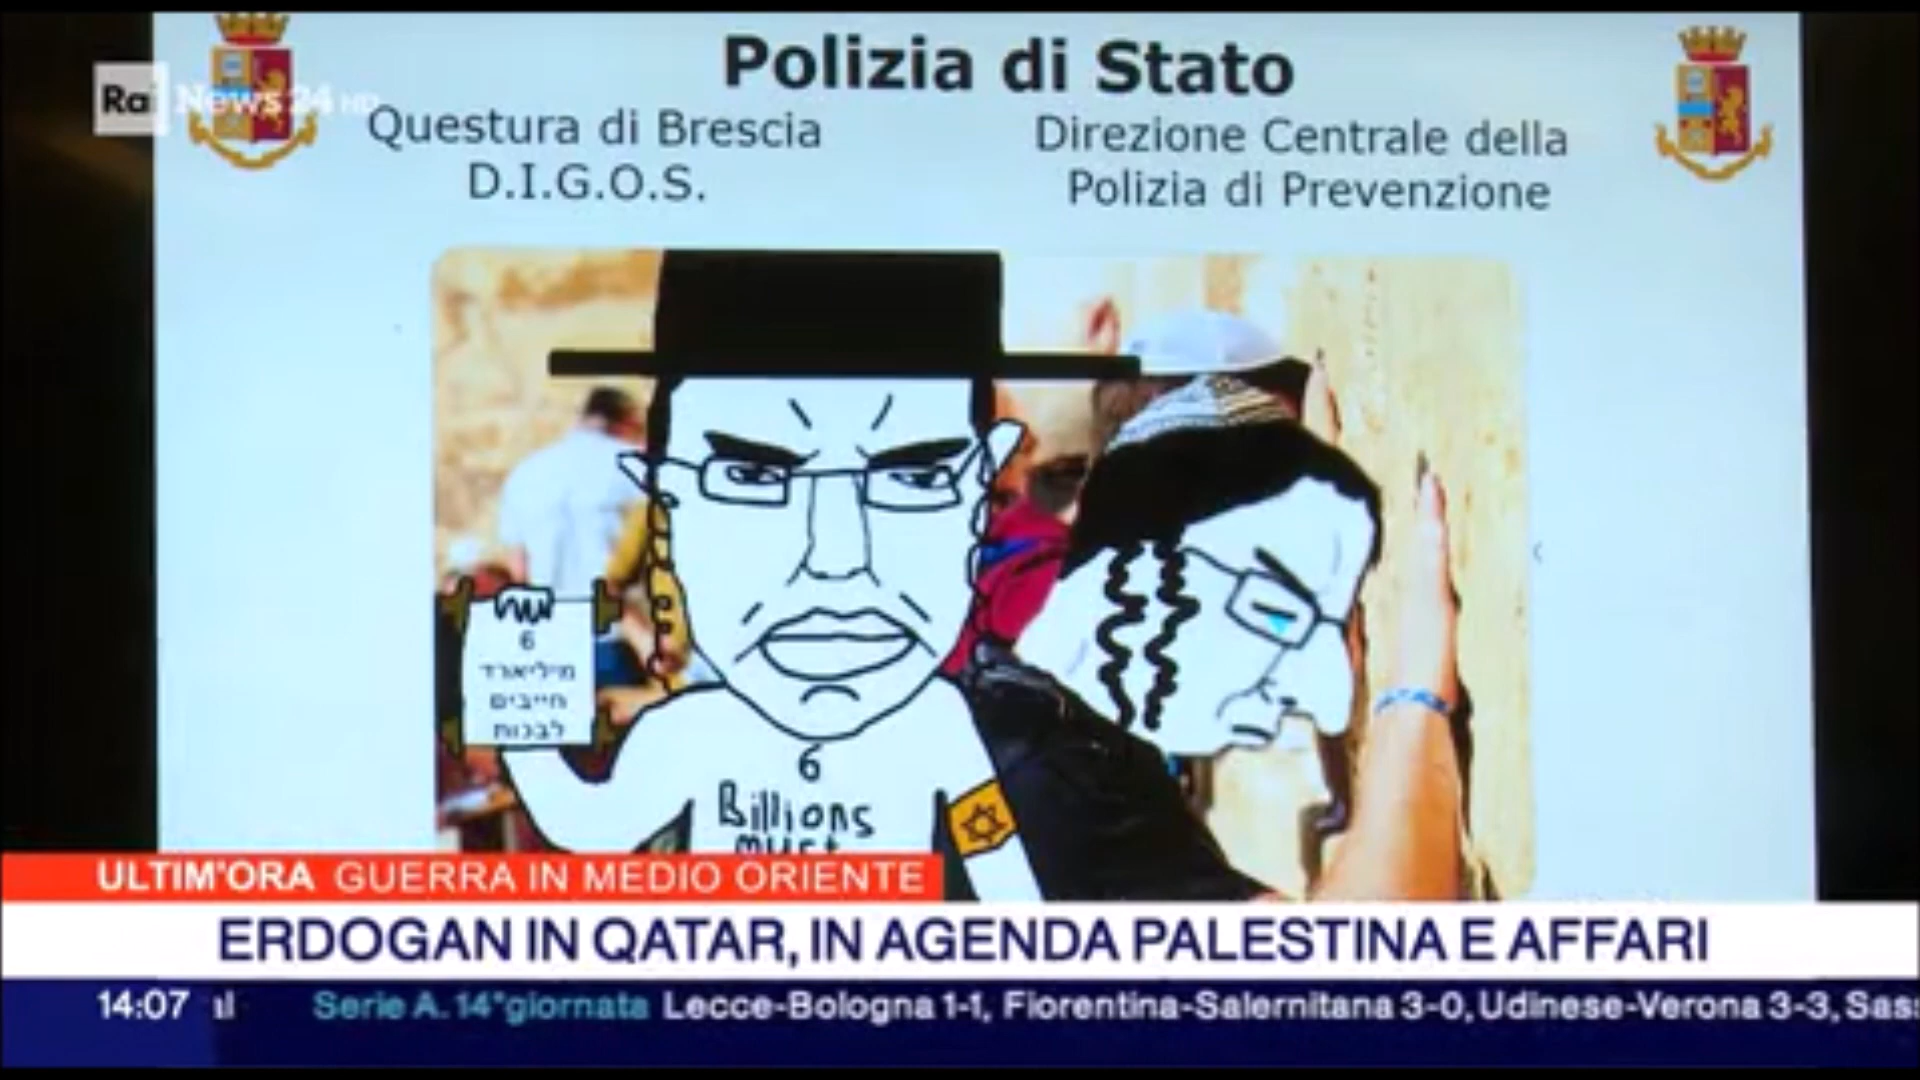 Polizia di Stato
Rai News 24 HD
Questura di Brescia
D.I.G.O.S.
Direzione Centrale della
Polizia di Prevenzione
6
מיליארד
חייבים
לבכות
6
Billions
must
ULTIM'ORA GUERRA IN MEDIO ORIENTE
ERDOGAN IN QATAR, IN AGENDA PALESTINA E AFFARI
14:07 Serie A. 14°giornata Lecce-Bologna 1-1, Fiorentina-Salernitana 3-0, Udinese-Verona 3-3, Sas